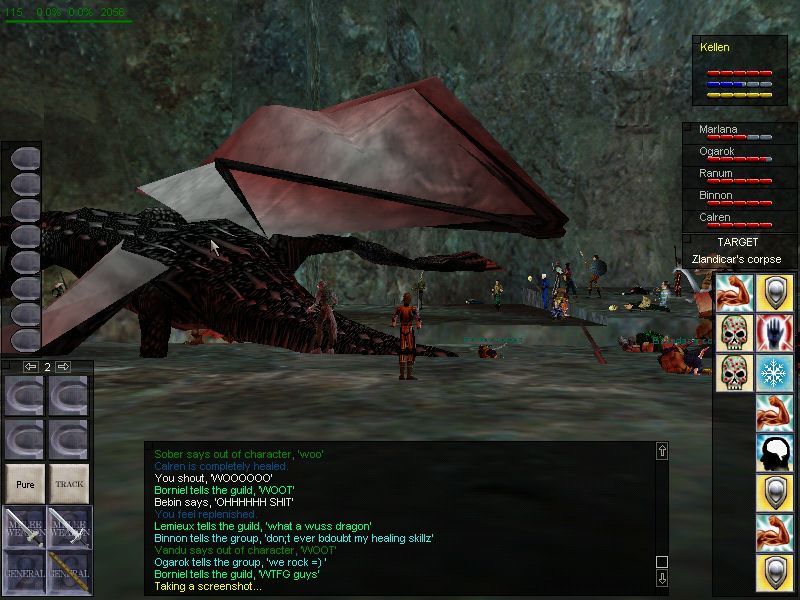 115 0.0% 0.0% 2056
Kellen
Marlana
Ogarok
Ranum
Binnon
Calren
TARGET
Zlandicar's corpse
2
Pure
TRACK
MELEE WEAPON
MELEE WEAPON
GENERAL
GENERAL
Sober says out of character, 'woo'
Calren is completely healed.
You shout, 'WOOOOOO'
Borniel tells the guild, 'WOOT'
Bebin says, 'OHHHHHH SHIT'
You feel replenished.
Lemieux tells the guild, 'what a wuss dragon'
Binnon tells the group, 'don;t ever bdoubt my healing skillz'
Vandu says out of character, 'WOOT'
Ogarok tells the group, 'we rock =) '
Borniel tells the guild, 'WTFG guys'
Taking a screenshot...